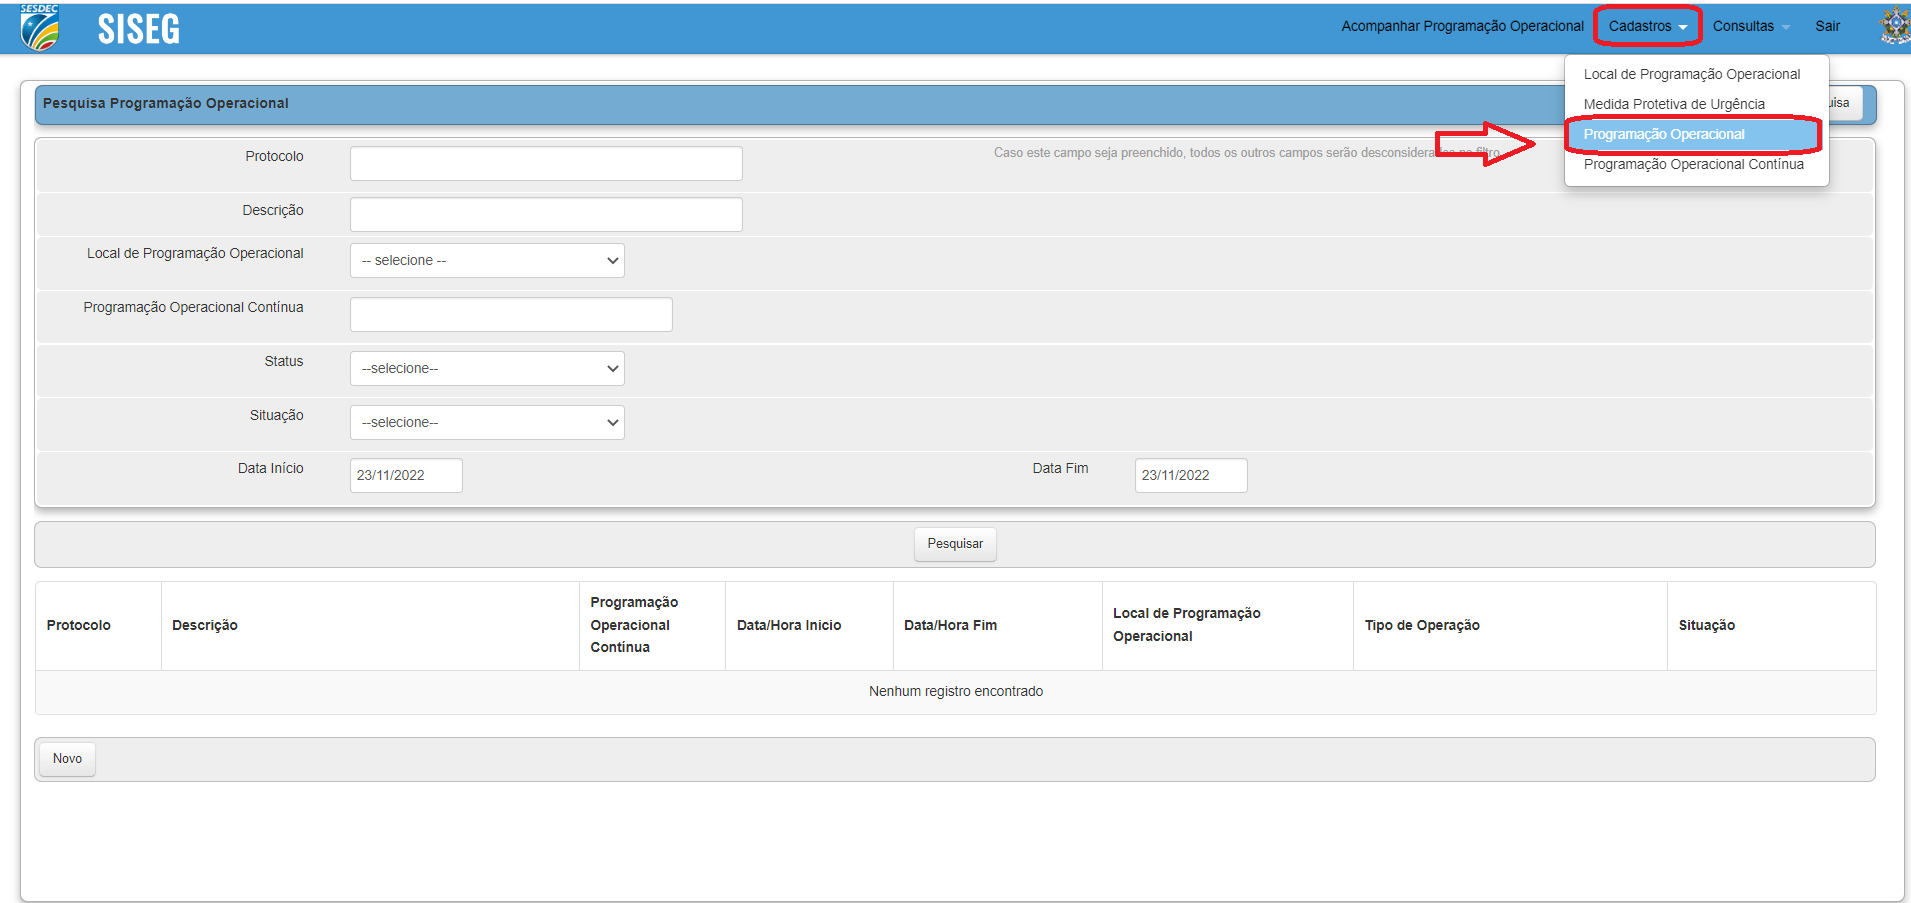 SESDEC
SISEG
Acompanhar Programação Operacional
Cadastros
Consultas
Sair
Local de Programação Operacional
Medida Protetiva de Urgência
Programação Operacional
Programação Operacional Contínua
Pesquisa Programação Operacional
Protocolo
Caso este campo seja preenchido, todos os outros campos serão desconsiderados no filtro
Descrição
Local de Programação Operacional
-- selecione --
Programação Operacional Contínua
Status
--selecione--
Situação
--selecione--
Data Início
23/11/2022
Data Fim
23/11/2022
Pesquisar
Protocolo
Descrição
Programação
Operacional
Contínua
Data/Hora Inicio
Data/Hora Fim
Local de Programação
Operacional
Tipo de Operação
Situação
Nenhum registro encontrado
Novo